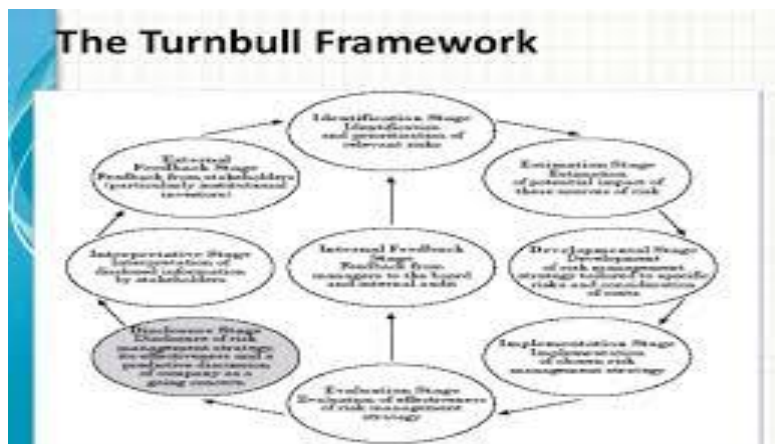 The Turnbull Framework
Identification Stage
Identification
and prioritisation of
relevant risks
External
Feedback Stage
Feedback from stakeholders
(particularly institutional
investors)
Estimation Stage
Estimation
of potential impact of
these sources of risk
Interpretative Stage
Interpretation of
disclosed information
by stakeholders
Internal Feedback
Stage
Feedback from
managers to the board
and internal audit
Developmental Stage
Development
of risk management
strategy tailored to specific
risks and consideration
of costs
Disclosure Stage
Disclosure of risk
management strategy,
its effectiveness and a
discussion
of company as a
going concern
Implementation Stage
Implementation
of chosen risk
management strategy
Evaluation Stage
Evaluation of effectiveness
of risk management
strategy